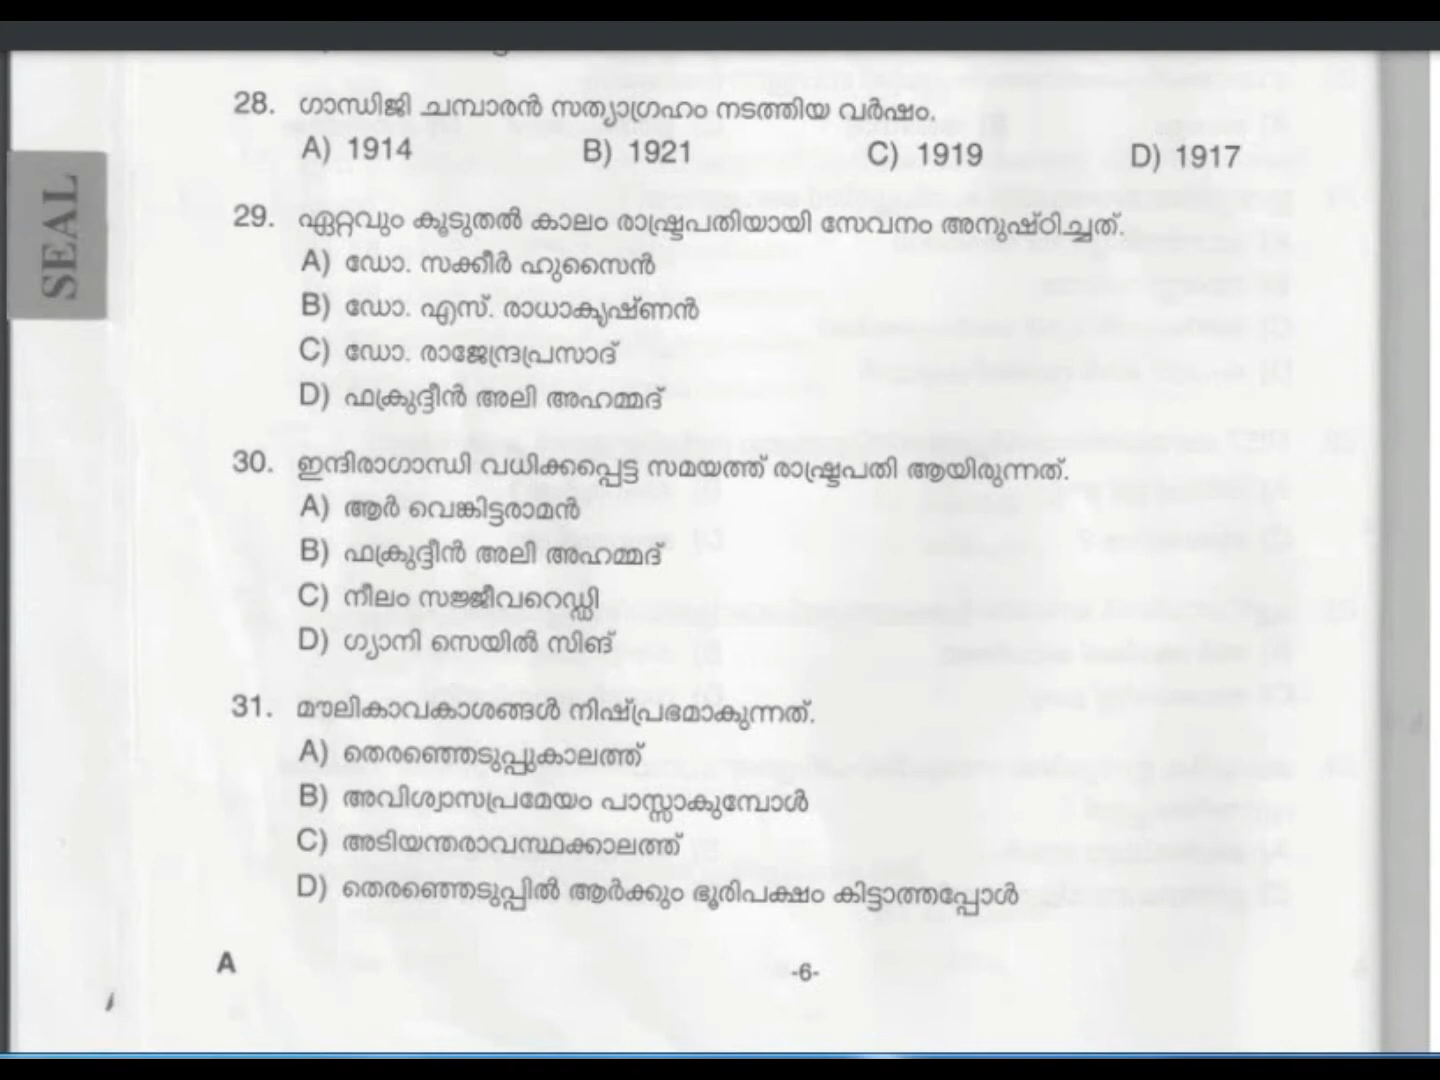 28. ഗാന്ധിജി ചമ്പാരൻ സത്യാഗ്രഹം നടത്തിയ വർഷം.
A) 1914 B) 1921 C) 1919 D) 1917
SEAL
29. ഏറ്റവും കൂടുതൽ കാലം രാഷ്ട്രപതിയായി സേവനം അനുഷ്ഠിച്ചത്.
A) ഡോ. സക്കീർ ഹുസൈൻ
B) ഡോ. എസ്. രാധാകൃഷ്ണൻ
C) ഡോ. രാജേന്ദ്രപ്രസാദ്
D) ഫക്രുദ്ദീൻ അലി അഹമ്മദ്
30. ഇന്ദിരാഗാന്ധി വധിക്കപ്പെട്ട സമയത്ത് രാഷ്ട്രപതി ആയിരുന്നത്.
A) ആർ വെങ്കിട്ടരാമൻ
B) ഫക്രുദ്ദീൻ അലി അഹമ്മദ്
C) നീലം സജ്ജീവറെഡ്ഡി
D) ഗ്യാനി സെയിൽ സിങ്
31. മൗലികാവകാശങ്ങൾ നിഷ്പ്രഭമാകുന്നത്.
A) തെരഞ്ഞെടുപ്പുകാലത്ത്
B) അവിശ്വാസപ്രമേയം പാസ്സാകുമ്പോൾ
C) അടിയന്തരാവസ്ഥക്കാലത്ത്
D) തെരഞ്ഞെടുപ്പിൽ ആർക്കും ഭൂരിപക്ഷം കിട്ടാത്തപ്പോൾ
A -6-